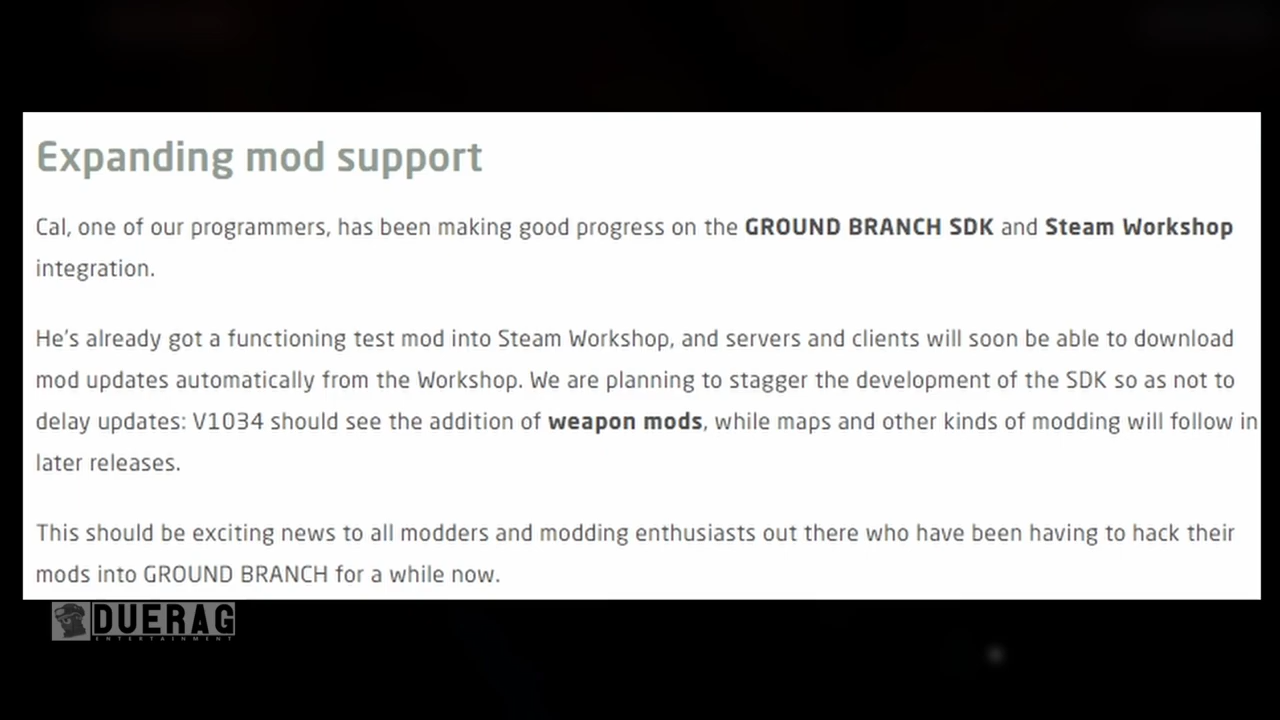 Expanding mod support
Cal, one of our programmers, has been making good progress on the GROUND BRANCH SDK and Steam Workshop
integration.
He's already got a functioning test mod into Steam Workshop, and servers and clients will soon be able to download
mod updates automatically from the Workshop. We are planning to stagger the development of the SDK so as not to
delay updates: V1034 should see the addition of weapon mods, while maps and other kinds of modding will follow in
later releases.
This should be exciting news to all modders and modding enthusiasts out there who have been having to hack their
mods into GROUND BRANCH for a while now.
DUERAG
ENTERTAINMENT